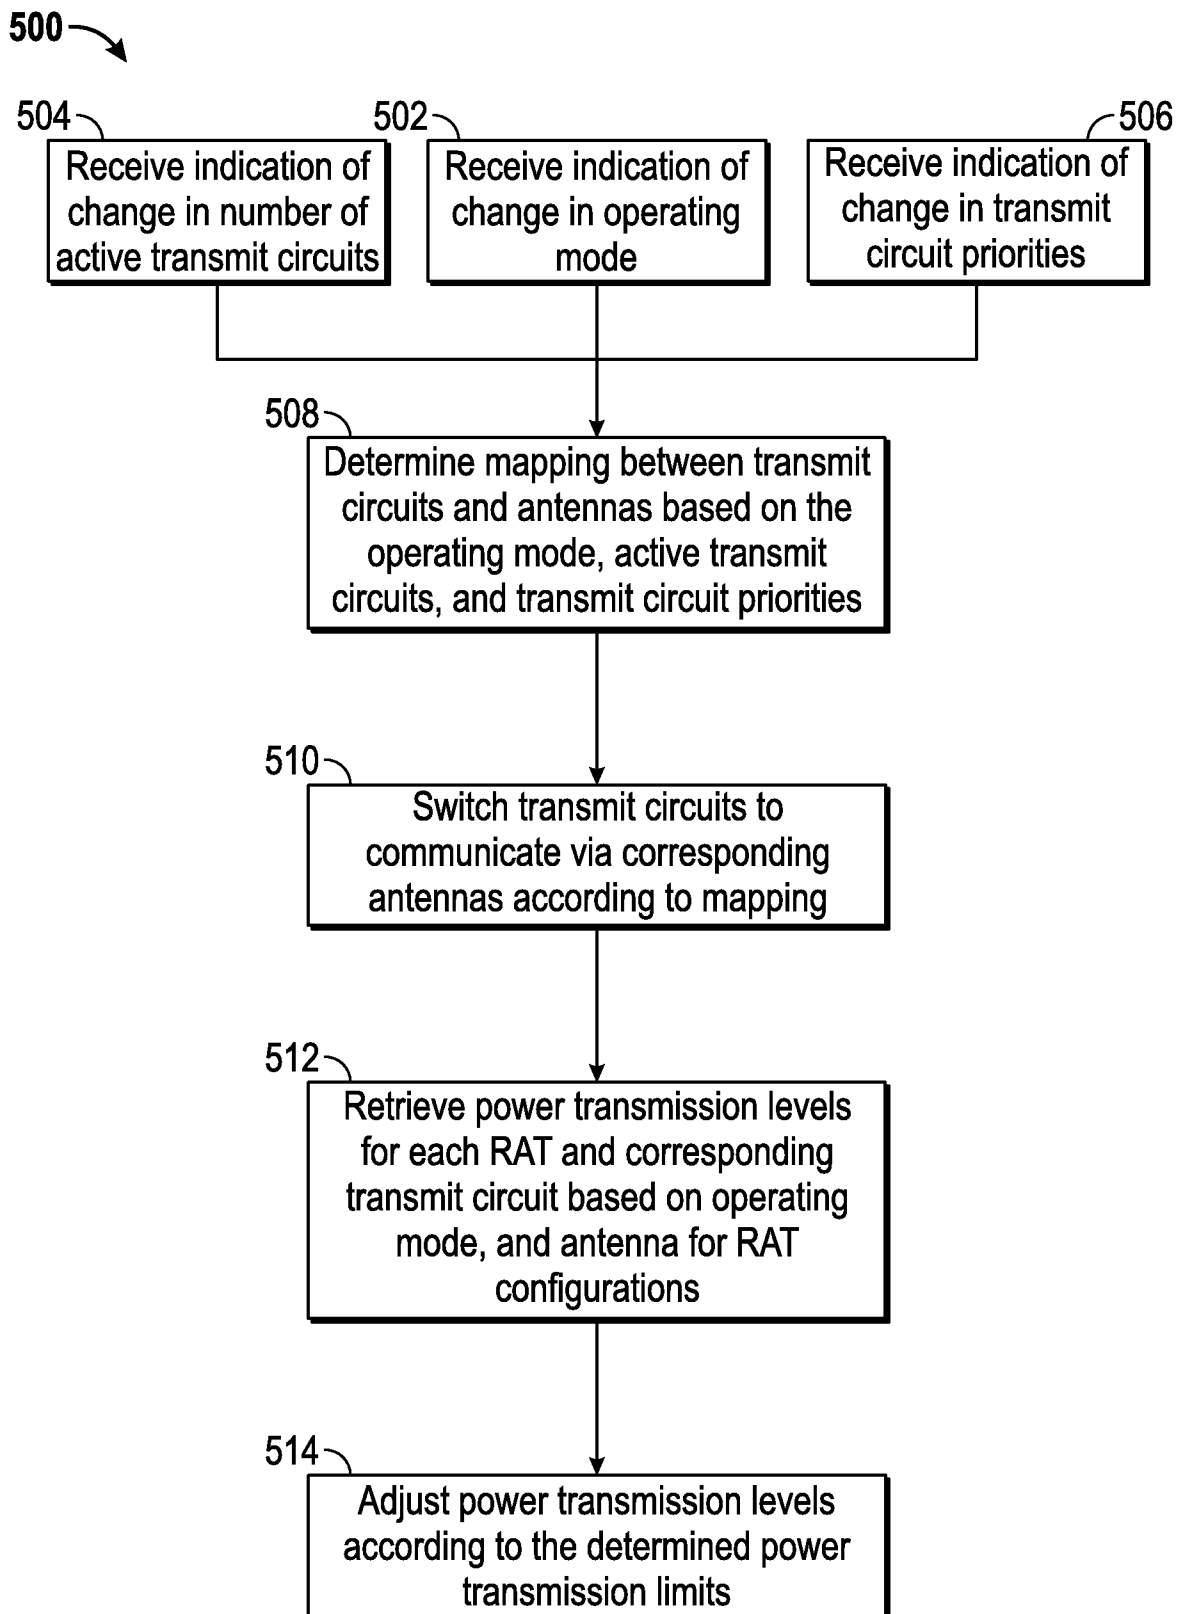 500
504
Receive indication of
change in number of
active transmit circuits
502
Receive indication of
change in operating
mode
506
Receive indication of
change in transmit
circuit priorities
508
Determine mapping between transmit
circuits and antennas based on the
operating mode, active transmit
circuits, and transmit circuit priorities
510
Switch transmit circuits to
communicate via corresponding
antennas according to mapping
512
Retrieve power transmission levels
for each RAT and corresponding
transmit circuit based on operating
mode, and antenna for RAT
configurations
514
Adjust power transmission levels
according to the determined power
transmission limits